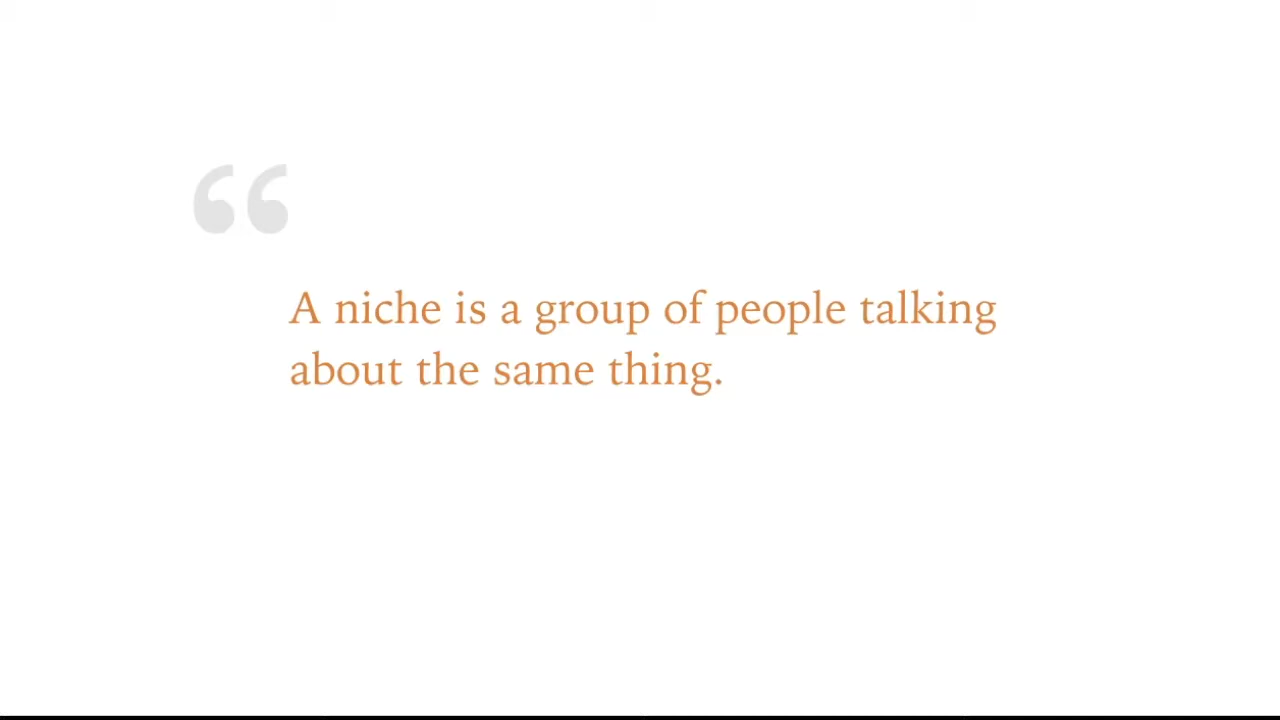 “
A niche is a group of people talking
about the same thing.